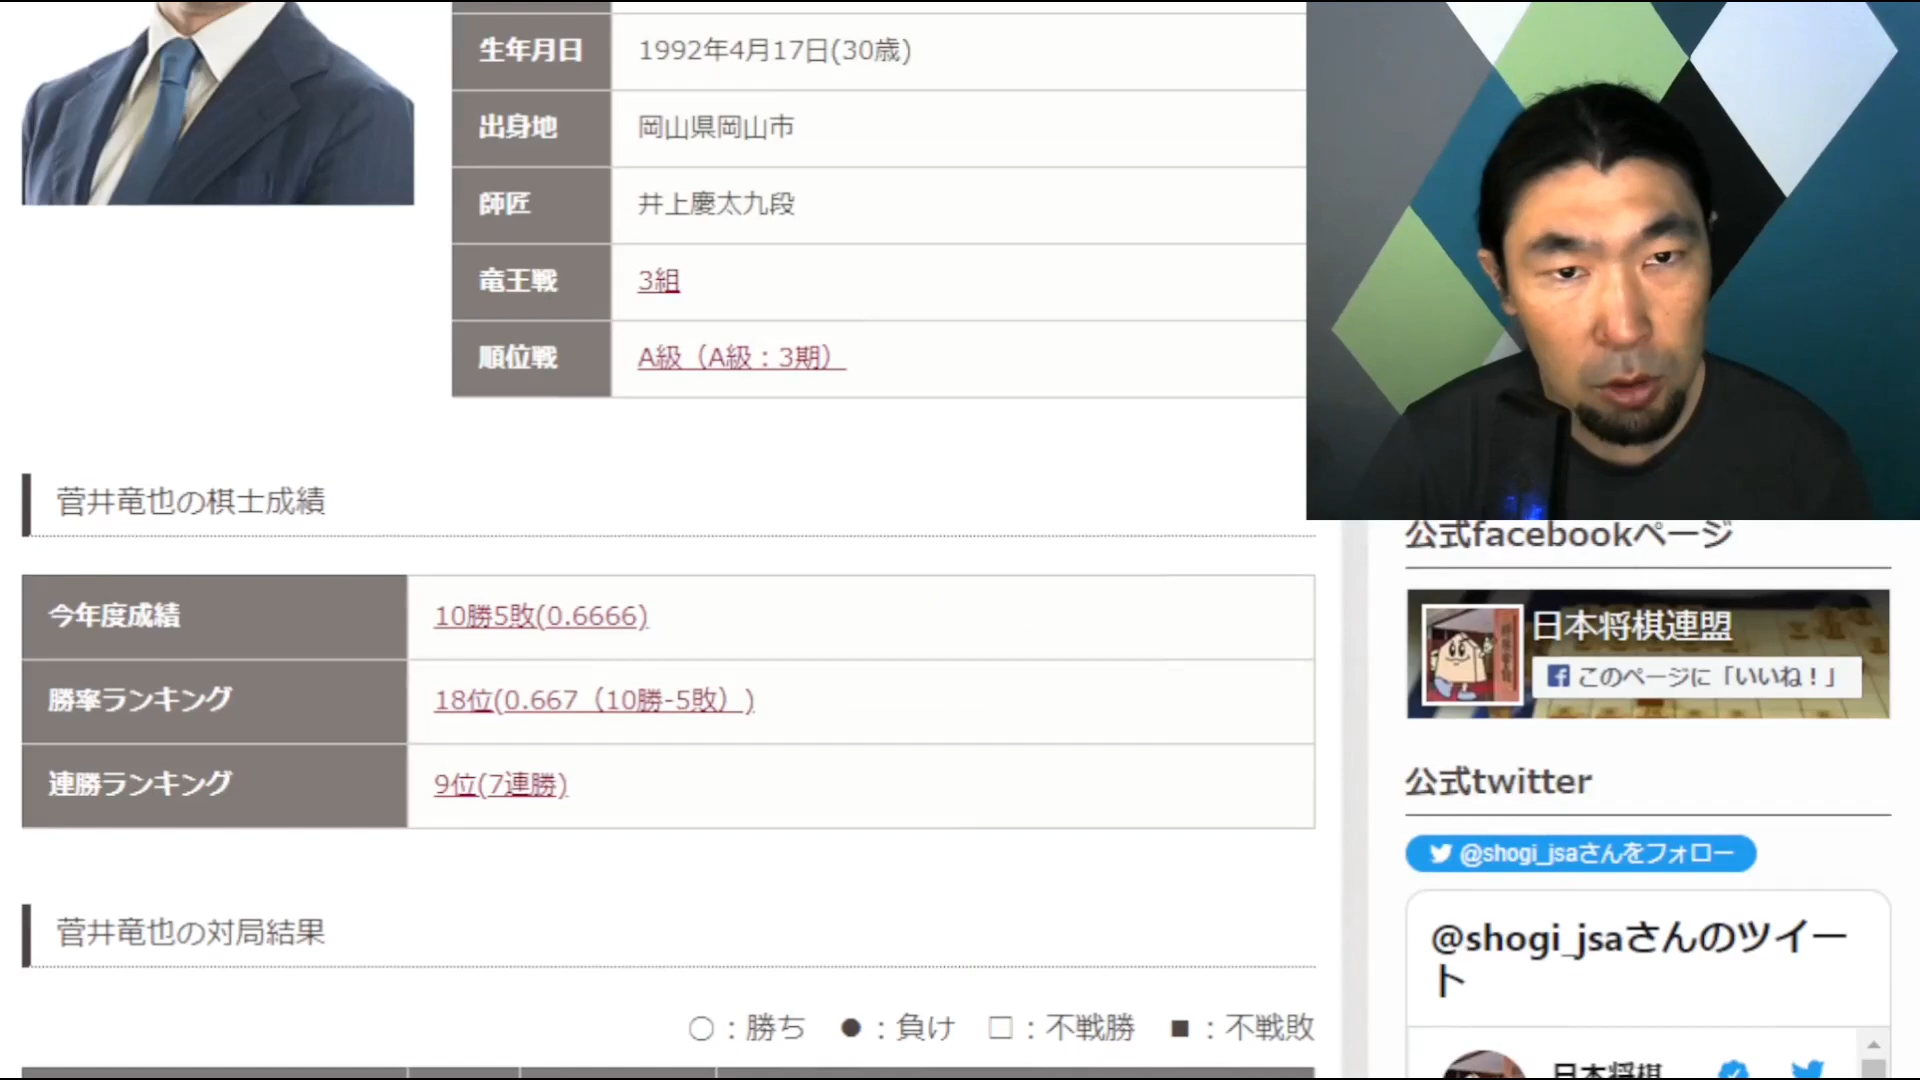 生年月日 1992年4月17日(30歳)
出身地 岡山県岡山市
師匠 井上慶太九段
竜王戦 3組
順位戦 A級（A級：3期）
菅井竜也の棋士成績
今年度成績 10勝5敗(0.6666)
勝率ランキング 18位(0.667（10勝-5敗）)
連勝ランキング 9位(7連勝)
菅井竜也の対局結果
○：勝ち ●：負け □：不戦勝 ■：不戦敗
公式facebookページ
日本将棋連盟
このページに「いいね！」
公式twitter
@shogi_jsaさんをフォロー
@shogi_jsaさんのツイー
ト
日本将棋